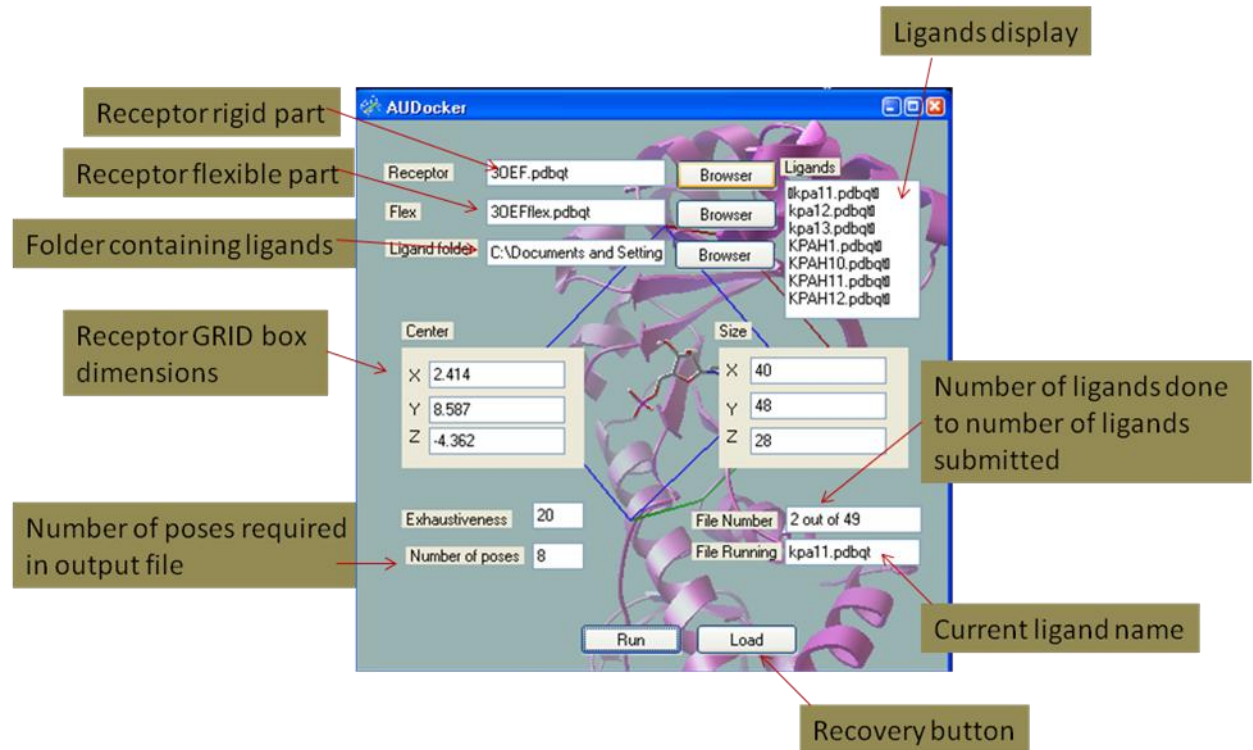 Ligands display
Receptor rigid part
Receptor flexible part
Folder containing ligands
Receptor GRID box
dimensions
Number of poses required
in output file
AUDocker
Receptor
3OEF.pdbqt
Browser
Flex
3OEFflex.pdbqt
Browser
Ligand folder
C:\Documents and Setting
Browser
Ligands
▯kpa11.pdbqt▯
kpa12.pdbqt▯
kpa13.pdbqt▯
KPAH1.pdbqt▯
KPAH10.pdbqt▯
KPAH11.pdbqt▯
KPAH12.pdbqt▯
Center
X 2.414
Y 8.587
Z -4.362
Size
X 40
Y 48
Z 28
Exhaustiveness 20
Number of poses 8
File Number 2 out of 49
File Running kpa11.pdbqt
Run
Load
Number of ligands done
to number of ligands
submitted
Current ligand name
Recovery button